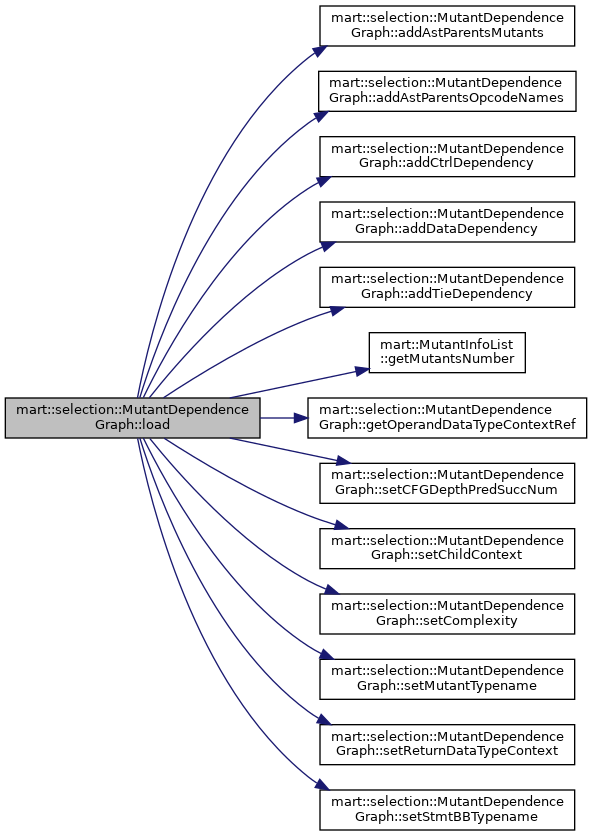 mart::selection::MutantDependence
Graph::addAstParentsMutants
mart::selection::MutantDependence
Graph::addAstParentsOpcodeNames
mart::selection::MutantDependence
Graph::addCtrlDependency
mart::selection::MutantDependence
Graph::addDataDependency
mart::selection::MutantDependence
Graph::addTieDependency
mart::MutantInfoList
::getMutantsNumber
mart::selection::MutantDependence
Graph::load
mart::selection::MutantDependence
Graph::getOperandDataTypeContextRef
mart::selection::MutantDependence
Graph::setCFGDepthPredSuccNum
mart::selection::MutantDependence
Graph::setChildContext
mart::selection::MutantDependence
Graph::setComplexity
mart::selection::MutantDependence
Graph::setMutantTypename
mart::selection::MutantDependence
Graph::setReturnDataTypeContext
mart::selection::MutantDependence
Graph::setStmtBBTypename